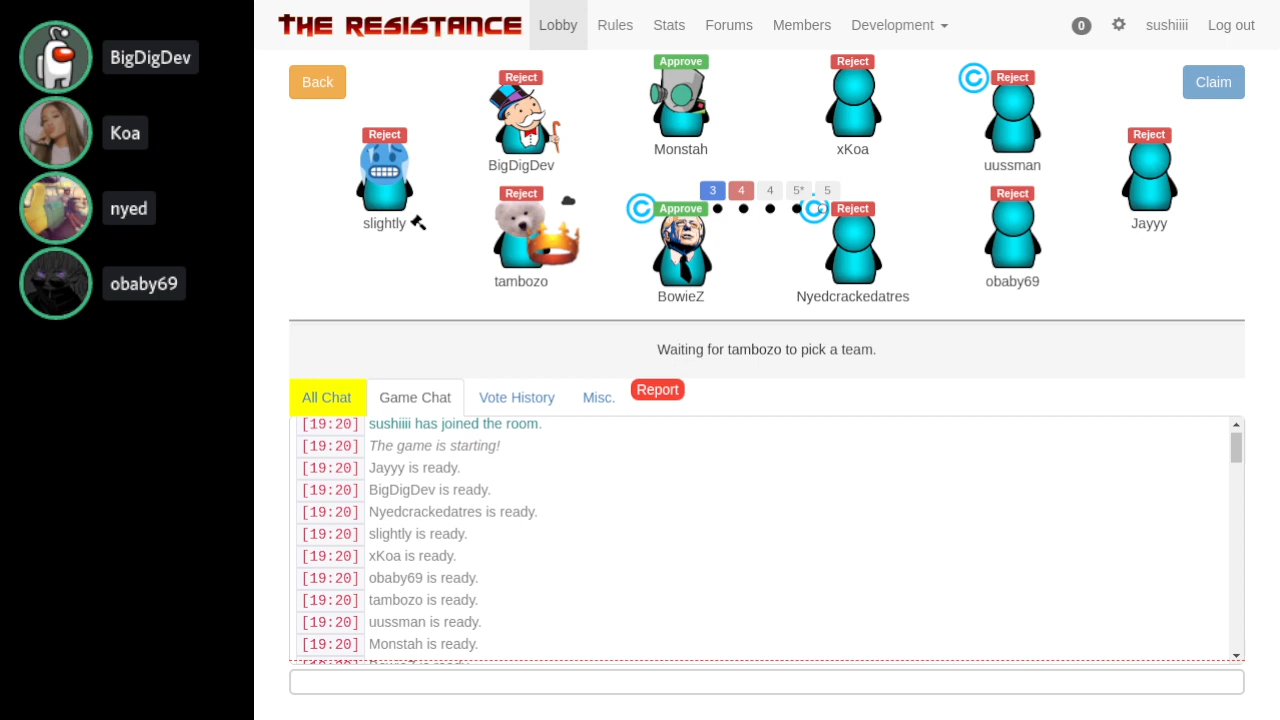 BigDigDev
Koa
nyed
obaby69
THE RESISTANCE
Lobby
Rules
Stats
Forums
Members
Development
0
sushiiii
Log out
Back
Claim
Reject
slightly
Reject
BigDigDev
Approve
Monstah
Reject
xKoa
Reject
uussman
Reject
Jayyy
Reject
tambozo
Approve
BowieZ
3 4 4 5* 5
Reject
Nyedcrackedatres
Reject
obaby69
Waiting for tambozo to pick a team.
All Chat
Game Chat
Vote History
Misc.
Report
[19:20] sushiiii has joined the room.
[19:20] The game is starting!
[19:20] Jayyy is ready.
[19:20] BigDigDev is ready.
[19:20] Nyedcrackedatres is ready.
[19:20] slightly is ready.
[19:20] xKoa is ready.
[19:20] obaby69 is ready.
[19:20] tambozo is ready.
[19:20] uussman is ready.
[19:20] Monstah is ready.
[19:20] BowieZ is ready.